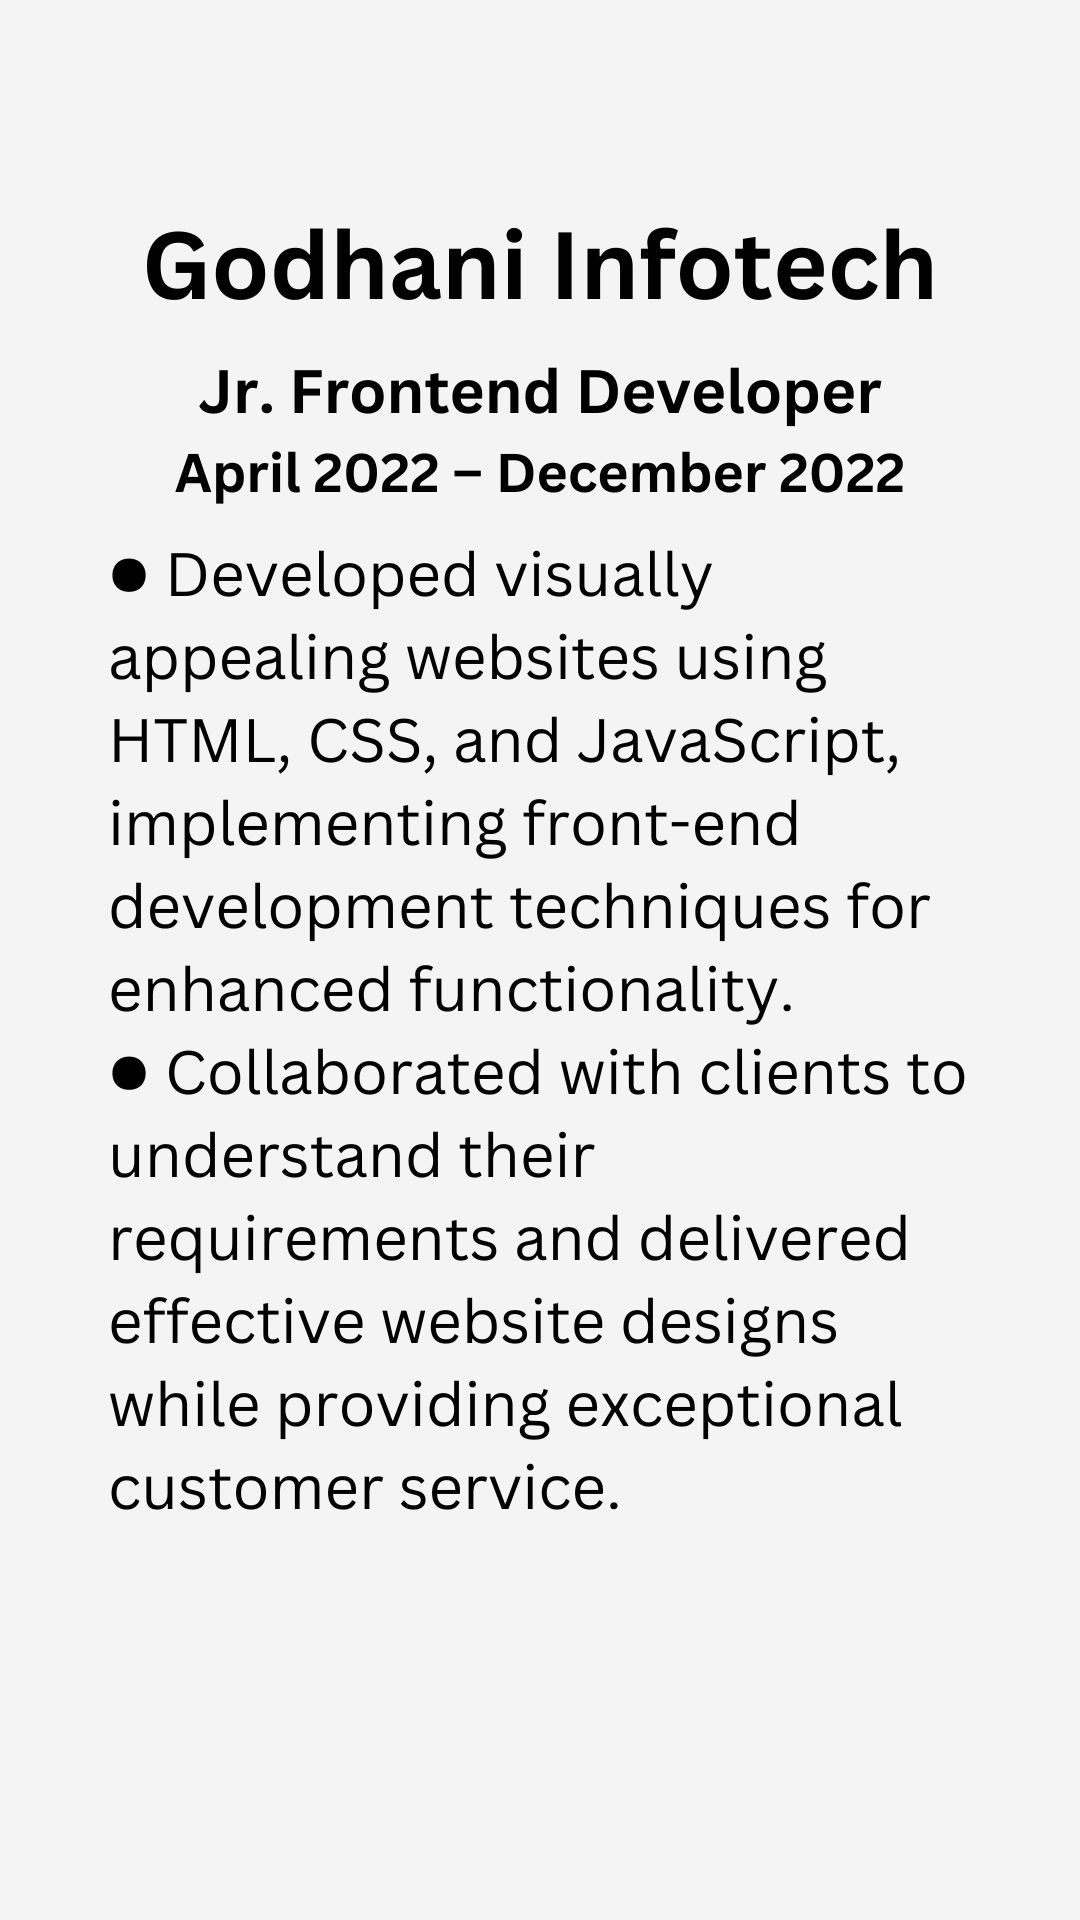 Godhani Infotech
Jr. Frontend Developer
April 2022 – December 2022
● Developed visually
appealing websites using
HTML, CSS, and JavaScript,
implementing front-end
development techniques for
enhanced functionality.
● Collaborated with clients to
understand their
requirements and delivered
effective website designs
while providing exceptional
customer service.